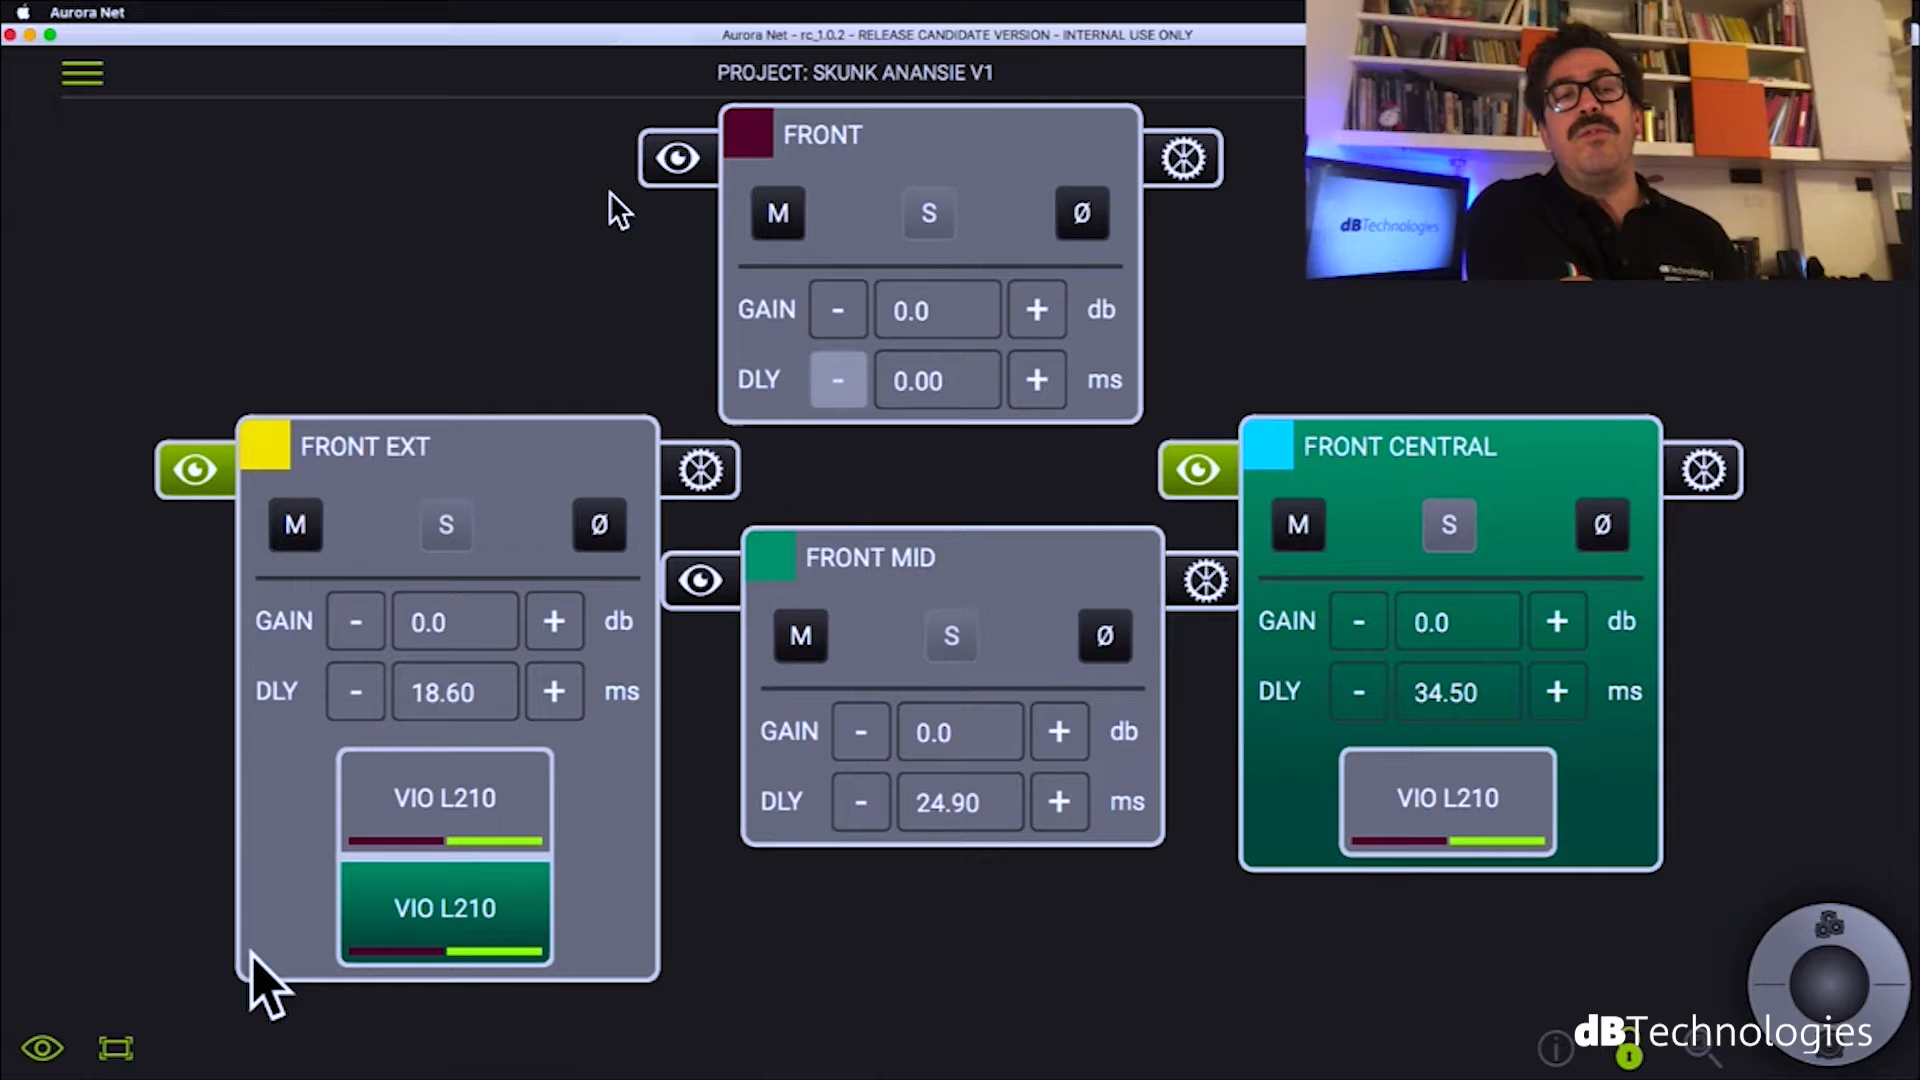 Aurora Net
Aurora Net - rc_1.0.2 - RELEASE CANDIDATE VERSION - INTERNAL USE ONLY
PROJECT: SKUNK ANANSIE V1
FRONT
M S Ø
GAIN - 0.0 + db
DLY - 0.00 + ms
dBTechnologies
dBTechnologies
FRONT EXT
M S Ø
GAIN - 0.0 + db
DLY - 18.60 + ms
VIO L210
VIO L210
FRONT MID
M S Ø
GAIN - 0.0 + db
DLY - 24.90 + ms
FRONT CENTRAL
M S Ø
GAIN - 0.0 + db
DLY - 34.50 + ms
VIO L210
dBTechnologies